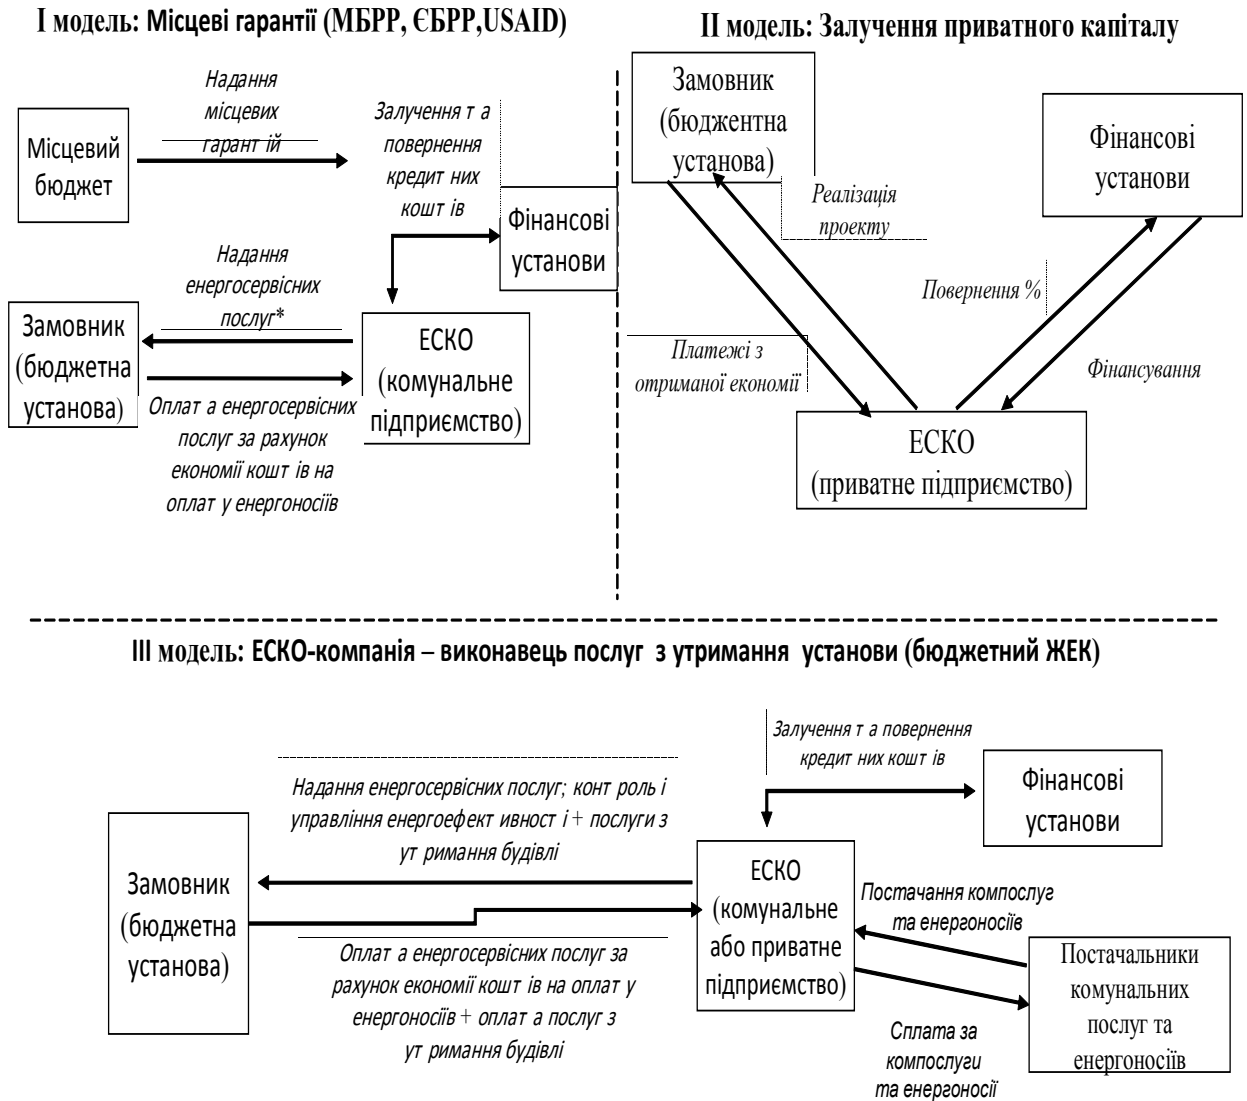 І модель: Місцеві гарантії (МБРР, ЄБРР,USAID)
Надання
місцевих
гарант ій
Місцевий
бюджет
Залучення т а
повернення
кредит них
кошт ів
Фінансові
установи
Надання
енергосервісних
послуг*
Замовник
(бюджетна
установа)
ЕСКО
(комунальне
підприємство)
Оплат а енергосервісних
послуг за рахунок
економії кошт ів на
оплат у енергоносіїв
ІІ модель: Залучення приватного капіталу
Замовник
(бюджентна
установа)
Фінансові
установи
Реалізація
проекту
Повернення %
Платежі з
отриманої економії
Фінансування
ЕСКО
(приватне підприємство)
ІІІ модель: ЕСКО-компанія – виконавець послуг з утримання установи (бюджетний ЖЕК)
Залучення т а повернення
кредит них кошт ів
Фінансові
установи
Надання енергосервісних послуг; конт роль і
управління енергоефект ивност і + послуги з
ут римання будівлі
Замовник
(бюджетна
установа)
ЕСКО
(комунальне
або приватне
підприємство)
Постачання компослуг
та енергоносіїв
Оплат а енергосервісних послуг за
рахунок економії кошт ів на оплат у
енергоносіїв + оплат а послуг з
ут римання будівлі
Постачальники
комунальних
послуг та
енергоносіїв
Сплата за
компослуги
та енергоносії